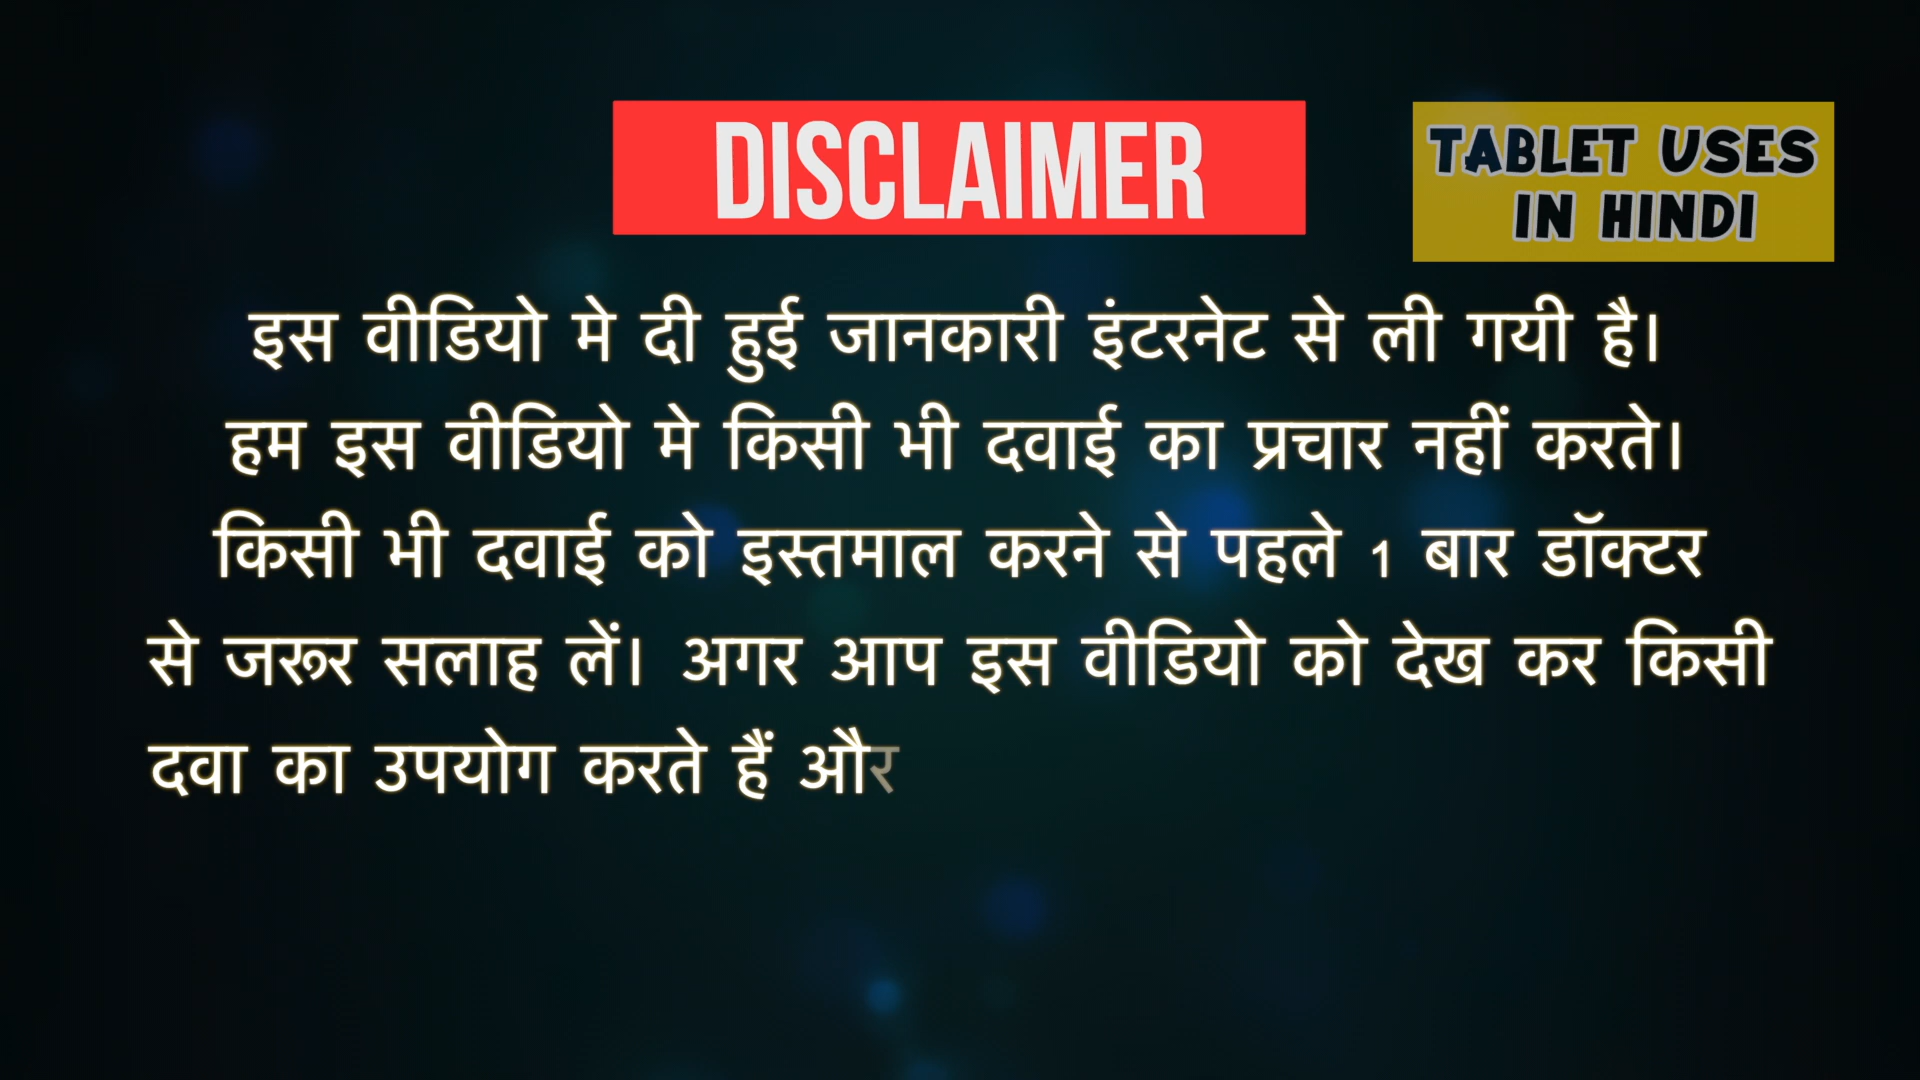 DISCLAIMER
TABLET USES
IN HINDI
इस वीडियो मे दी हुई जानकारी इंटरनेट से ली गयी है।
हम इस वीडियो मे किसी भी दवाई का प्रचार नहीं करते।
किसी भी दवाई को इस्तमाल करने से पहले 1 बार डॉक्टर
से जरूर सलाह लें। अगर आप इस वीडियो को देख कर किसी
दवा का उपयोग करते हैं और